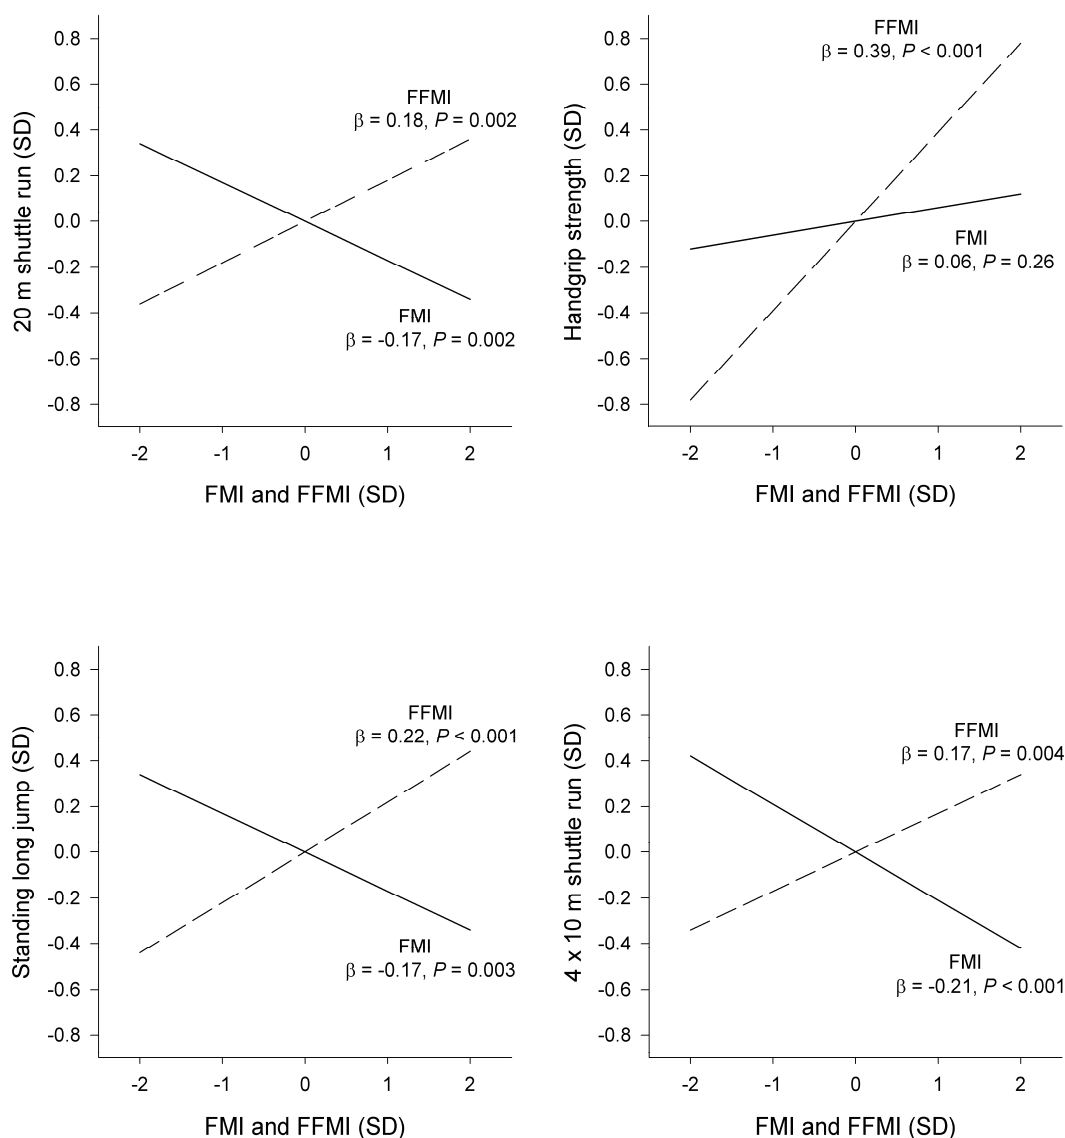 20 m shuttle run (SD)
0.8
0.6
0.4
0.2
0.0
-0.2
-0.4
-0.6
-0.8
FFMI
β = 0.18, P = 0.002
FMI
β = -0.17, P = 0.002
-2 -1 0 1 2
FMI and FFMI (SD)
Handgrip strength (SD)
0.8
0.6
0.4
0.2
0.0
-0.2
-0.4
-0.6
-0.8
FFMI
β = 0.39, P < 0.001
FMI
β = 0.06, P = 0.26
-2 -1 0 1 2
FMI and FFMI (SD)
Standing long jump (SD)
0.8
0.6
0.4
0.2
0.0
-0.2
-0.4
-0.6
-0.8
FFMI
β = 0.22, P < 0.001
FMI
β = -0.17, P = 0.003
-2 -1 0 1 2
FMI and FFMI (SD)
4 x 10 m shuttle run (SD)
0.8
0.6
0.4
0.2
0.0
-0.2
-0.4
-0.6
-0.8
FFMI
β = 0.17, P = 0.004
FMI
β = -0.21, P < 0.001
-2 -1 0 1 2
FMI and FFMI (SD)